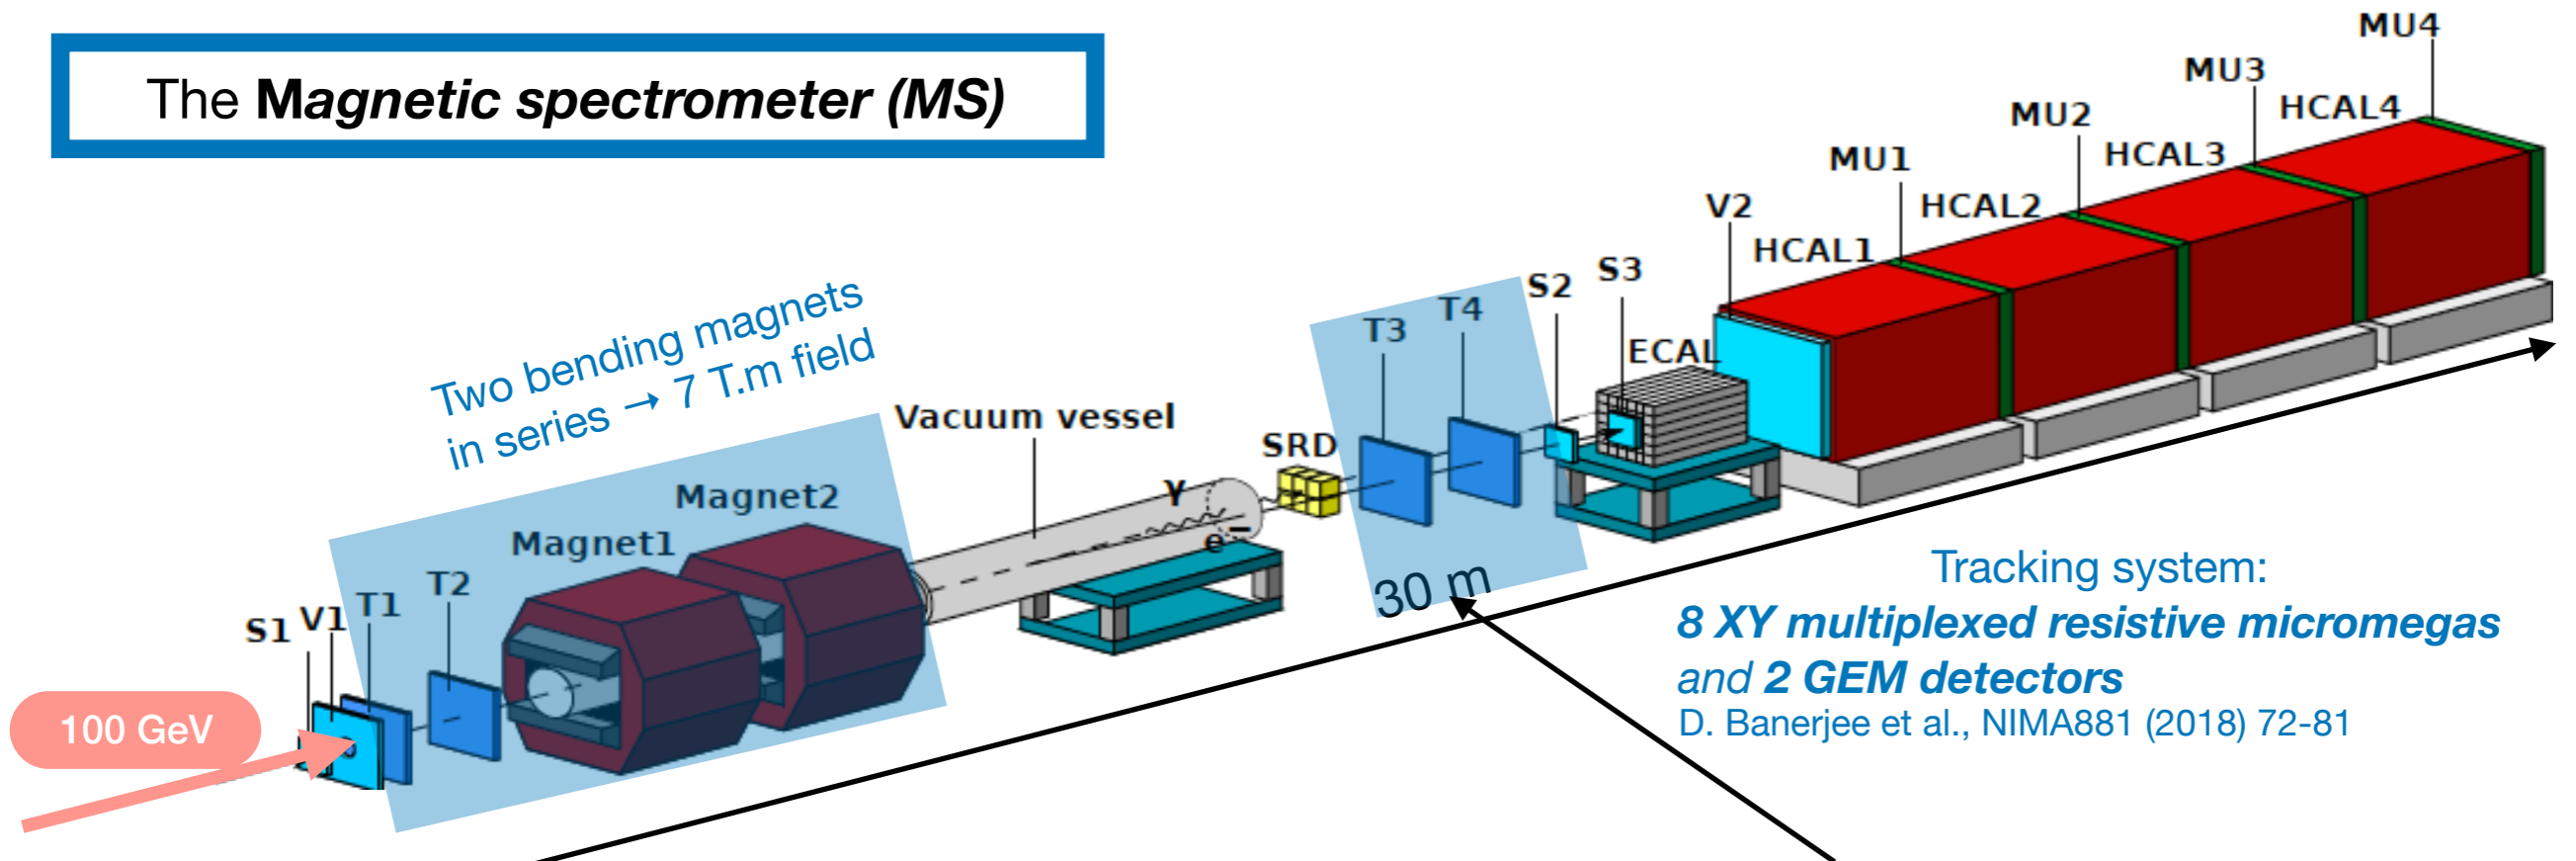 The Magnetic spectrometer (MS)
MU4
MU3
HCAL4
MU2
HCAL3
MU1
HCAL2
V2
HCAL1
S3
S2
T4
T3
ECAL
Two bending magnets
in series → 7 T.m field
Vacuum vessel
SRD
γ
e−
Magnet2
Magnet1
T2
T1
V1
S1
30 m
100 GeV
Tracking system:
8 XY multiplexed resistive micromegas
and 2 GEM detectors
D. Banerjee et al., NIMA881 (2018) 72-81